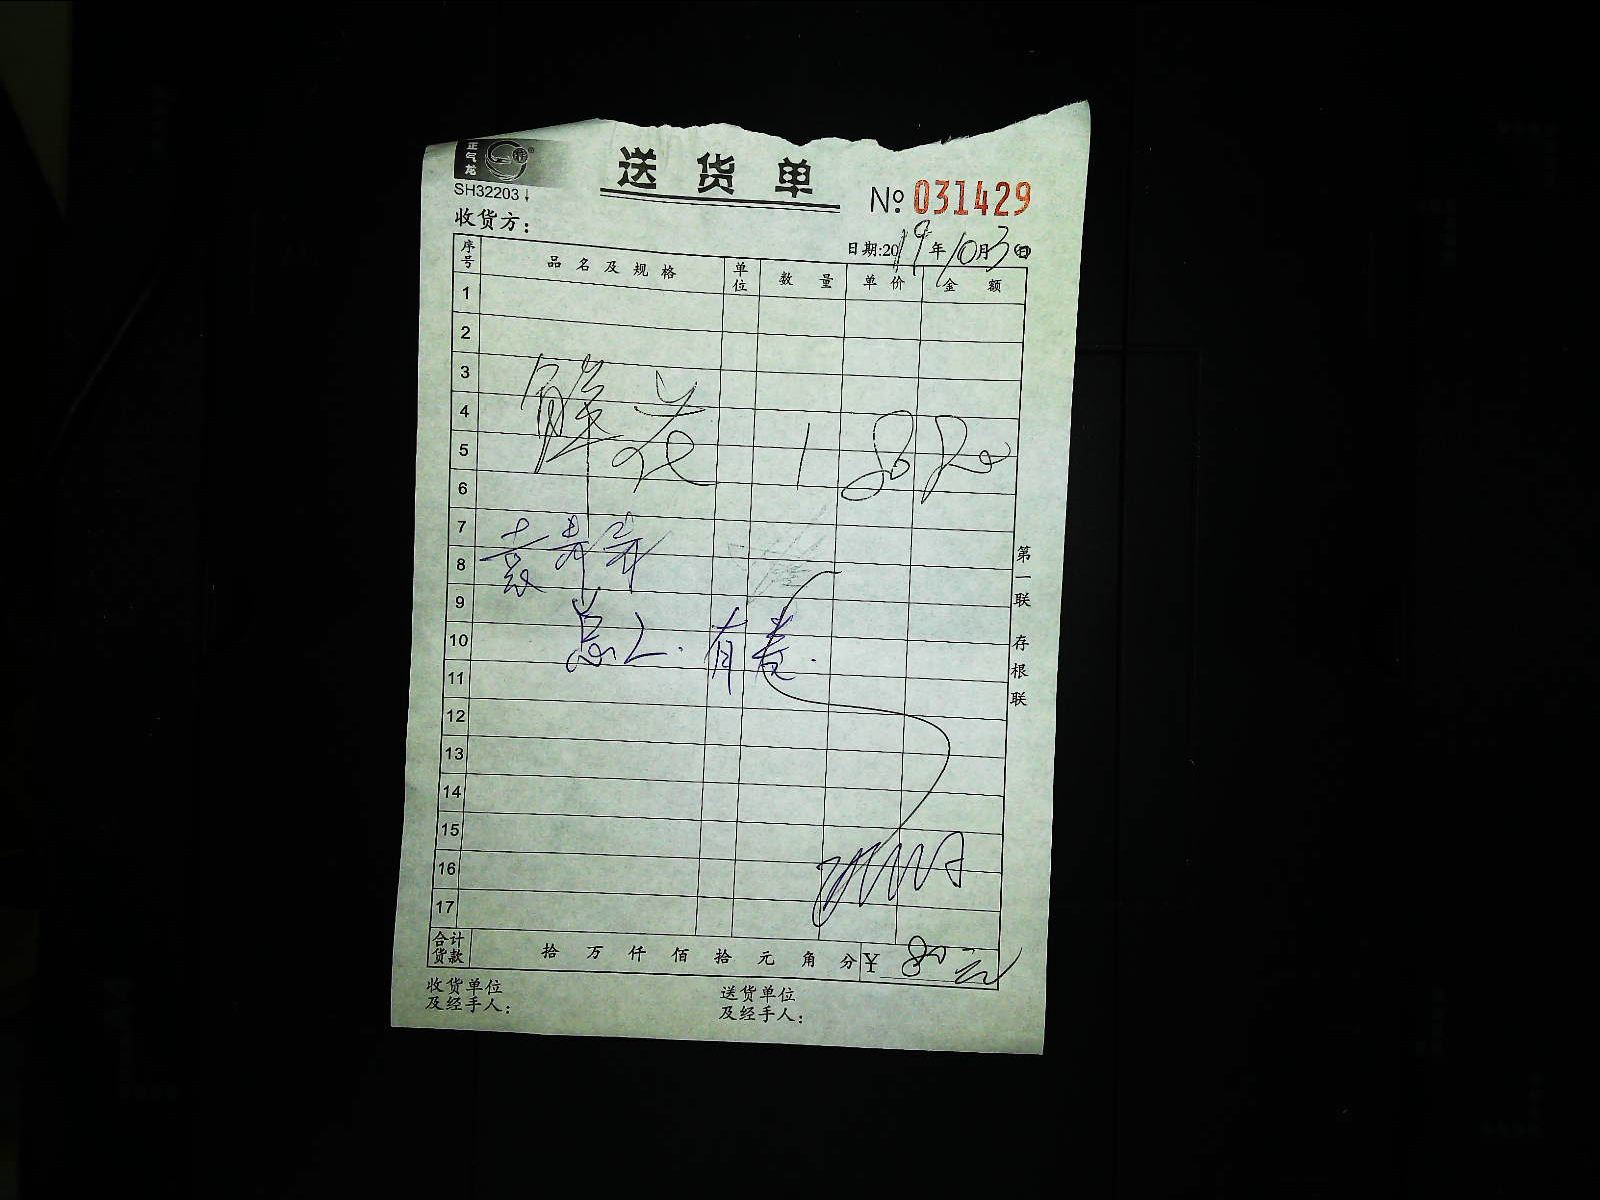 正气龙
SH32203
送货单
№ 031429
收货方：
日期:2019年10月3日
序号 品名及规格 单位 数量 单价 金额
1
2
3
4
鲜花 1 80 80
5
6
7
8
9
10
有
11
12
13
14
15
16
17
合计货款 拾 万 仟 佰 拾 元 角 分 ¥ 80元
收货单位及经手人：
送货单位及经手人：
第一联 存根联